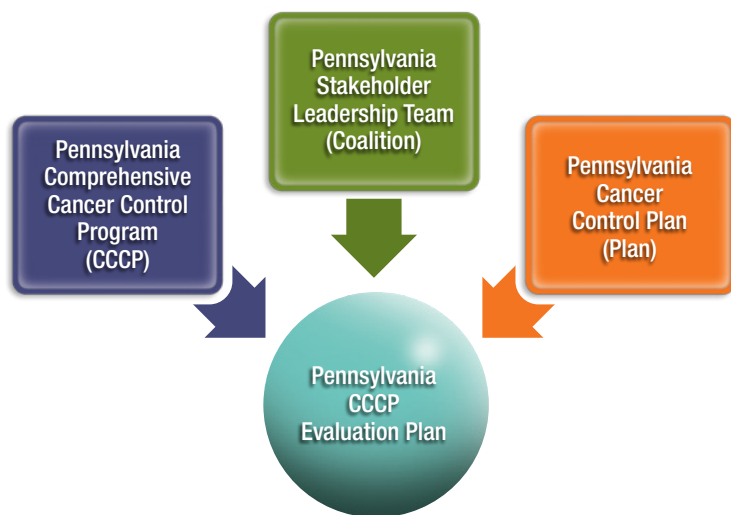 Pennsylvania
Stakeholder
Leadership Team
(Coalition)
Pennsylvania
Comprehensive
Cancer Control
Program
(CCCP)
Pennsylvania
Cancer
Control Plan
(Plan)
Pennsylvania
CCCP
Evaluation Plan